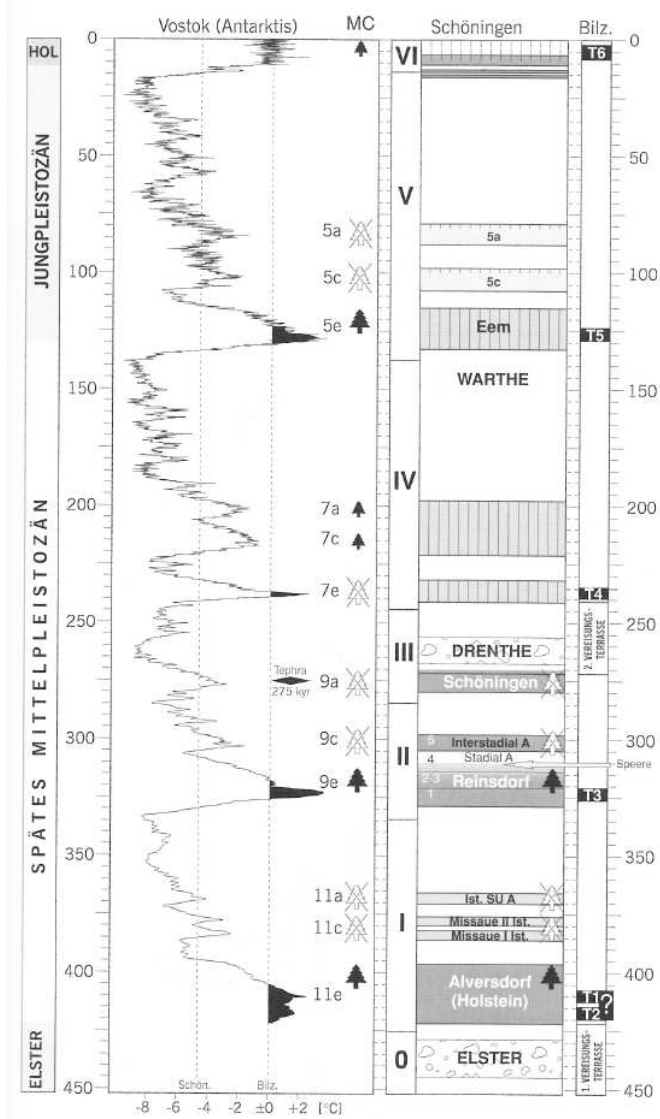 Vostok (Antarktis) MC Schöningen Bilz.
0 0
HOL VI T6
JUNGPLEISTOZÄN
50 50
V
5a 5a
100 5c 5c 100
5e Eem T5
150 WARTHE 150
SPÄTES MITTELPLEISTOZÄN
IV
200 7a 200
7c
7e T4
250 250
2. VEREISUNGS-
TERRASSE
III DRENTHE
Tephra
275 kyr
9a Schöningen
300 9c 5 Interstadial A 300
II 4 Stadial A Speere
9e 2-3 Reinsdorf
1 T3
350 350
11a Ist. SU A
11c Missaue II Ist.
Missaue I Ist.
I
400 400
11e Alversdorf
(Holstein)
T1 ?
T2
1. VEREISUNGS-
TERRASSE
ELSTER 0 ELSTER
450 Schön. Bilz. 450
-8 -6 -4 -2 ±0 +2 [°C]